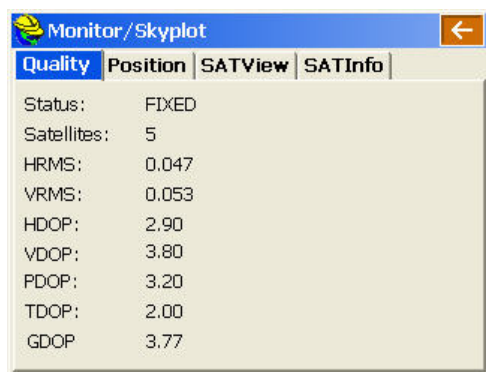 Monitor/Skyplot
Quality Position SATView SATInfo
Status: FIXED
Satellites: 5
HRMS: 0.047
VRMS: 0.053
HDOP: 2.90
VDOP: 3.80
PDOP: 3.20
TDOP: 2.00
GDOP 3.77